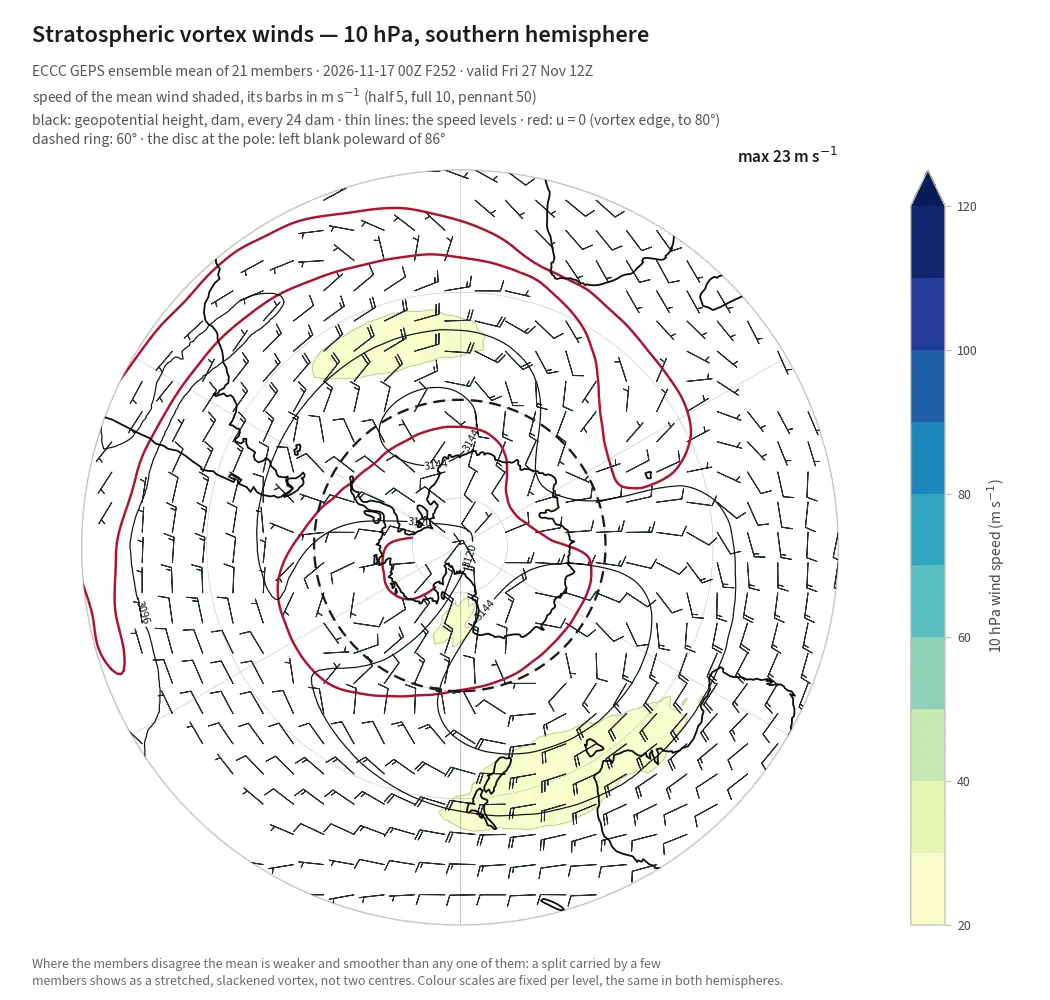 Stratospheric vortex winds — 10 hPa, southern hemisphere
ECCC GEPS ensemble mean of 21 members · 2026-11-17 00Z F252 · valid Fri 27 Nov 12Z
speed of the mean wind shaded, its barbs in m s⁻¹ (half 5, full 10, pennant 50)
black: geopotential height, dam, every 24 dam · thin lines: the speed levels · red: u = 0 (vortex edge, to 80°)
dashed ring: 60° · the disc at the pole: left blank poleward of 86°
max 23 m s⁻¹
120
100
80
60
40
20
10 hPa wind speed (m s⁻¹)
3144
3144
3120
3144
3096
Where the members disagree the mean is weaker and smoother than any one of them: a split carried by a few
members shows as a stretched, slackened vortex, not two centres. Colour scales are fixed per level, the same in both hemispheres.